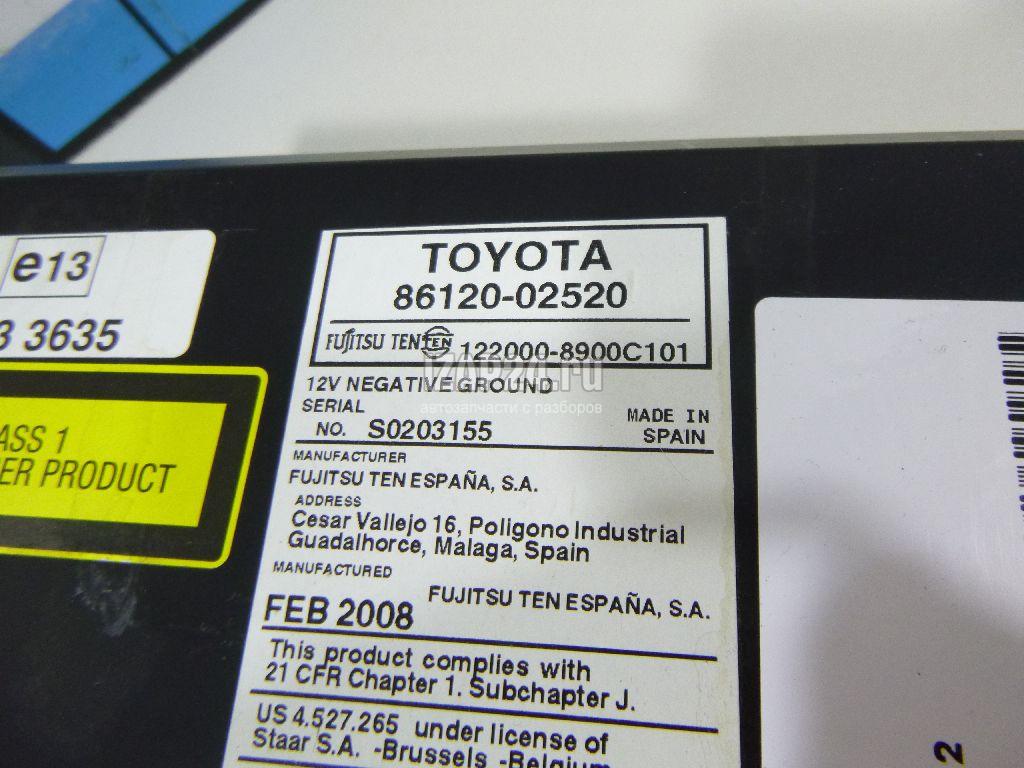 e13
3 3635
ASS 1
ER PRODUCT
TOYOTA
86120-02520
FUJITSU TEN TEN 122000-8900C101
12V NEGATIVE GROUND
SERIAL
NO. S0203155
MADE IN
SPAIN
MANUFACTURER
FUJITSU TEN ESPAÑA, S.A.
ADDRESS
Cesar Vallejo 16, Poligono Industrial
Guadalhorce, Malaga, Spain
MANUFACTURED
FEB 2008
FUJITSU TEN ESPAÑA, S.A.
This product complies with
21 CFR Chapter 1. Subchapter J.
US 4.527.265 under license of
Staar S.A. -Brussels -Belgium
IZAP24.ru
автозапчасти с разборов
2